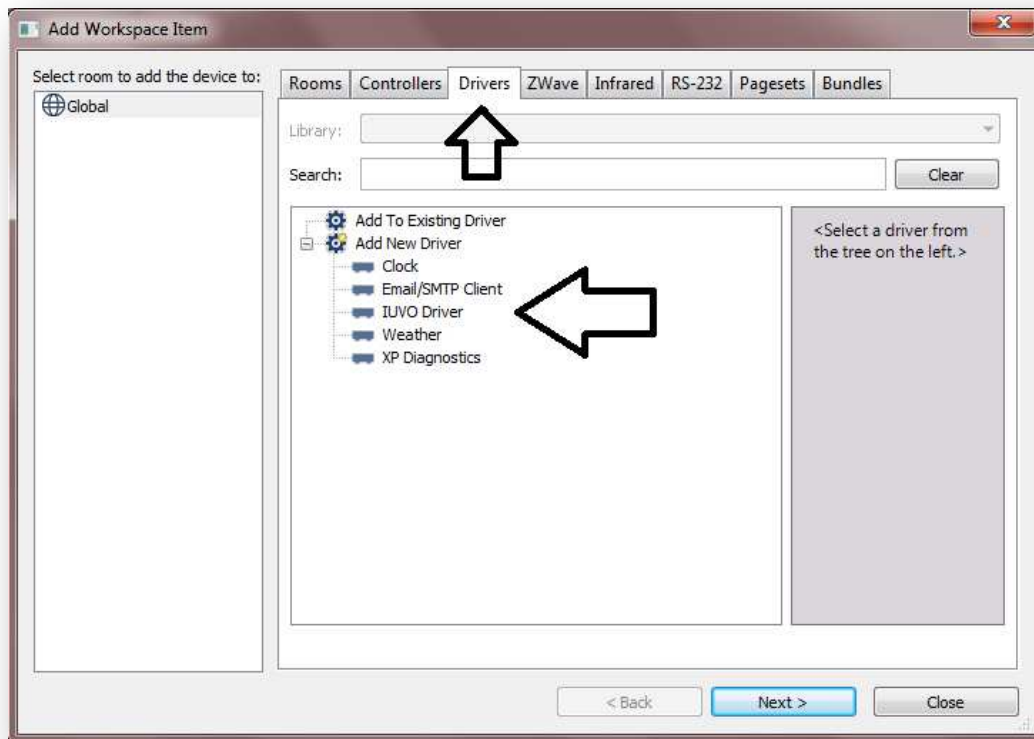 Add Workspace Item
Select room to add the device to:
Global
Rooms Controllers Drivers ZWave Infrared RS-232 Pagesets Bundles
Library:
Search: Clear
Add To Existing Driver
Add New Driver
Clock
Email/SMTP Client
IUVO Driver
Weather
XP Diagnostics
<Select a driver from
the tree on the left.>
< Back Next > Close